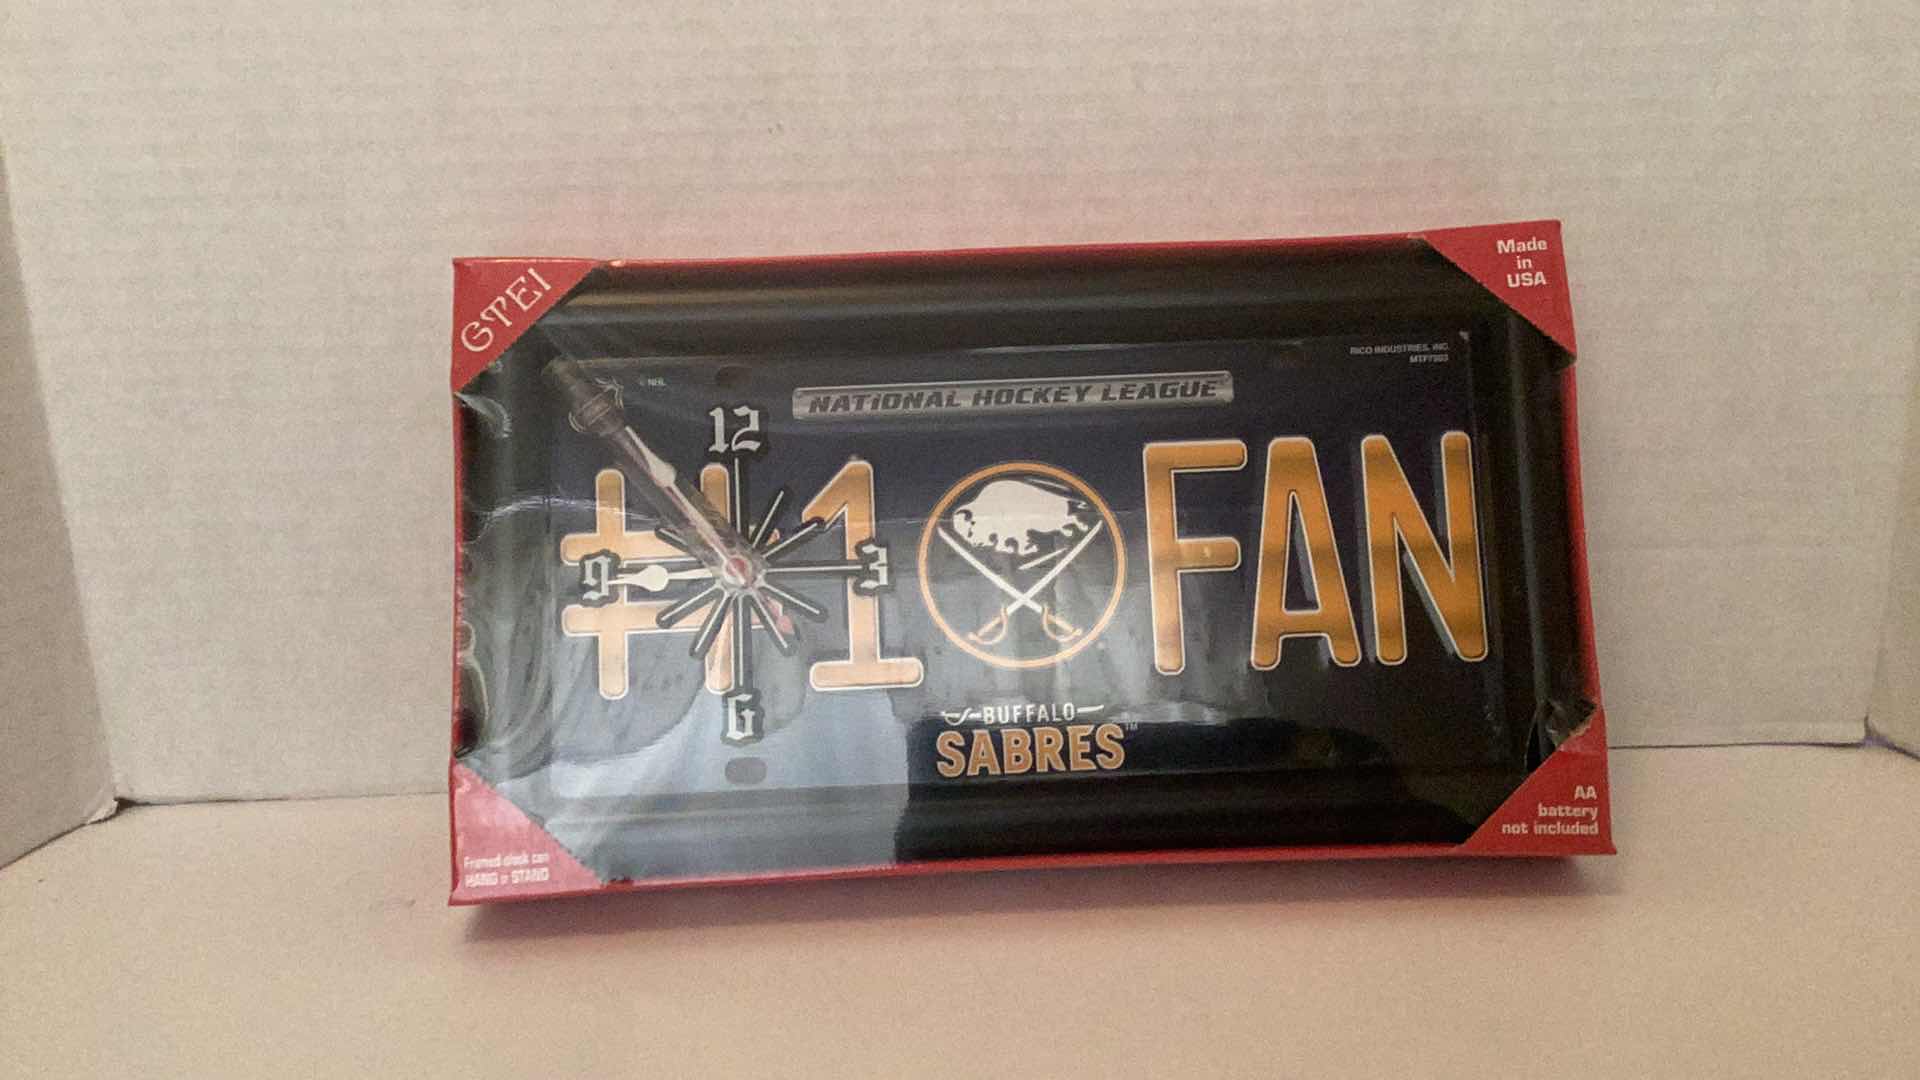 GTEI
Made
in
USA
RICO INDUSTRIES, INC.
© NHL
NATIONAL HOCKEY LEAGUE
12
#1 FAN
9
3
6
BUFFALO
SABRES™
AA
battery
not included
Framed clock can
HANG or STAND